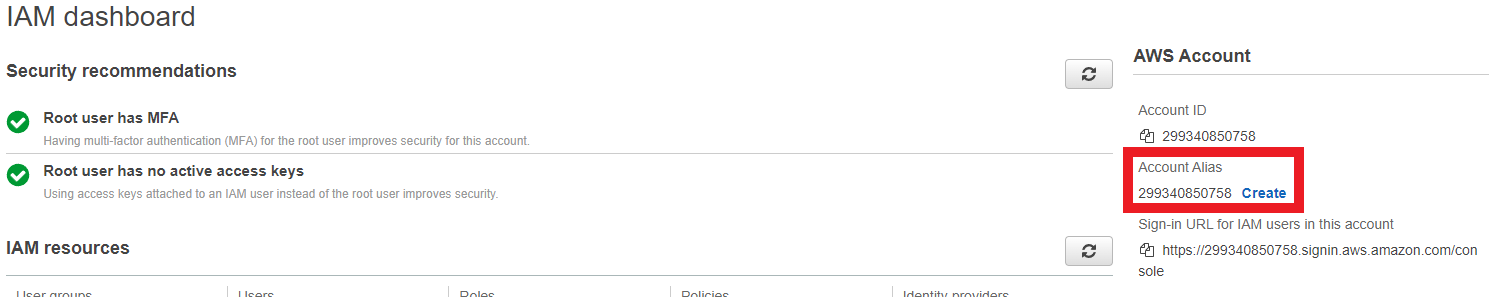 IAM dashboard
Security recommendations
Root user has MFA
Having multi-factor authentication (MFA) for the root user improves security for this account.
Root user has no active access keys
Using access keys attached to an IAM user instead of the root user improves security.
IAM resources
User groups
Users
Roles
Policies
Identity providers
AWS Account
Account ID
299340850758
Account Alias
299340850758 Create
Sign-in URL for IAM users in this account
https://299340850758.signin.aws.amazon.com/con
sole